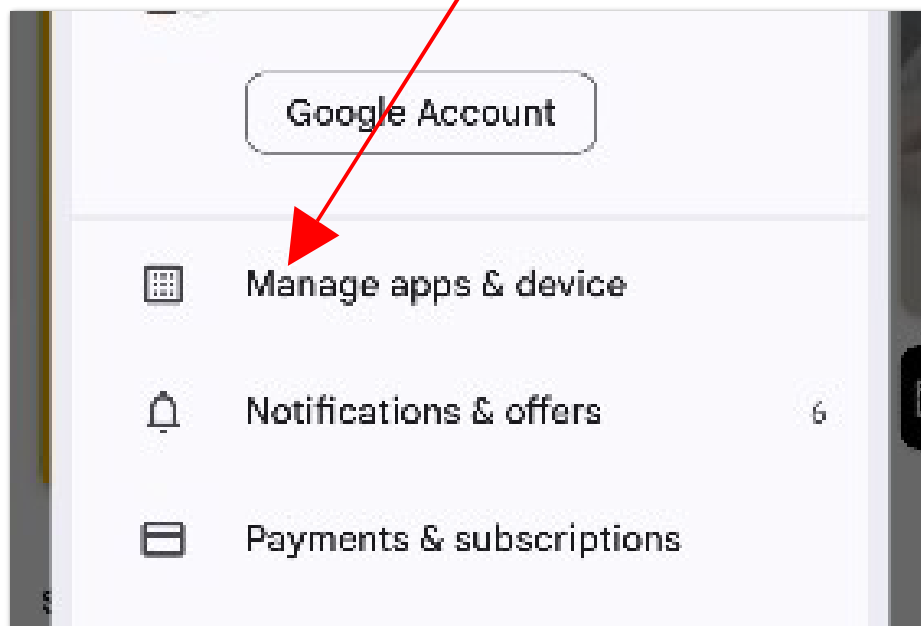 Google Account
Manage apps & device
Notifications & offers 6
Payments & subscriptions